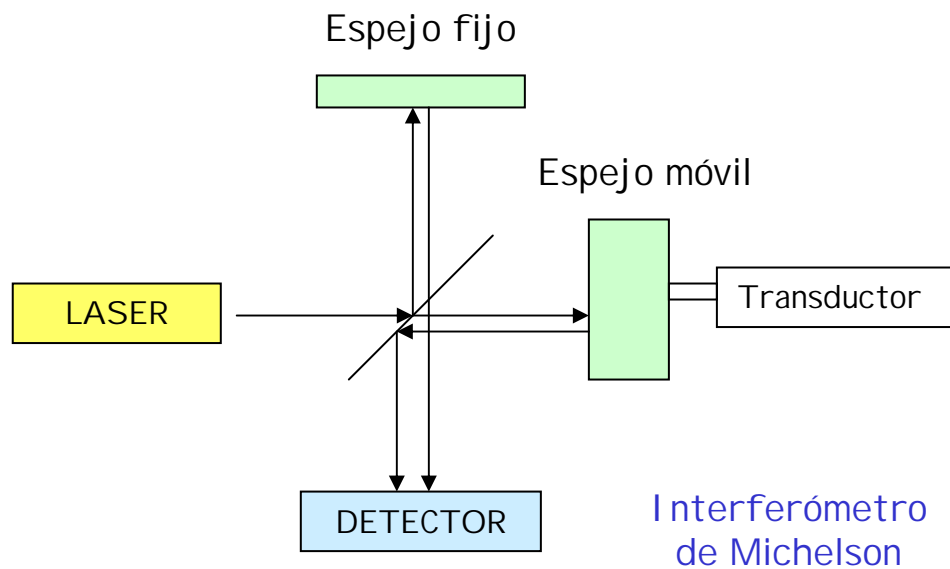 Espejo fijo
Espejo móvil
LASER
Transductor
DETECTOR
Interferómetro
de Michelson